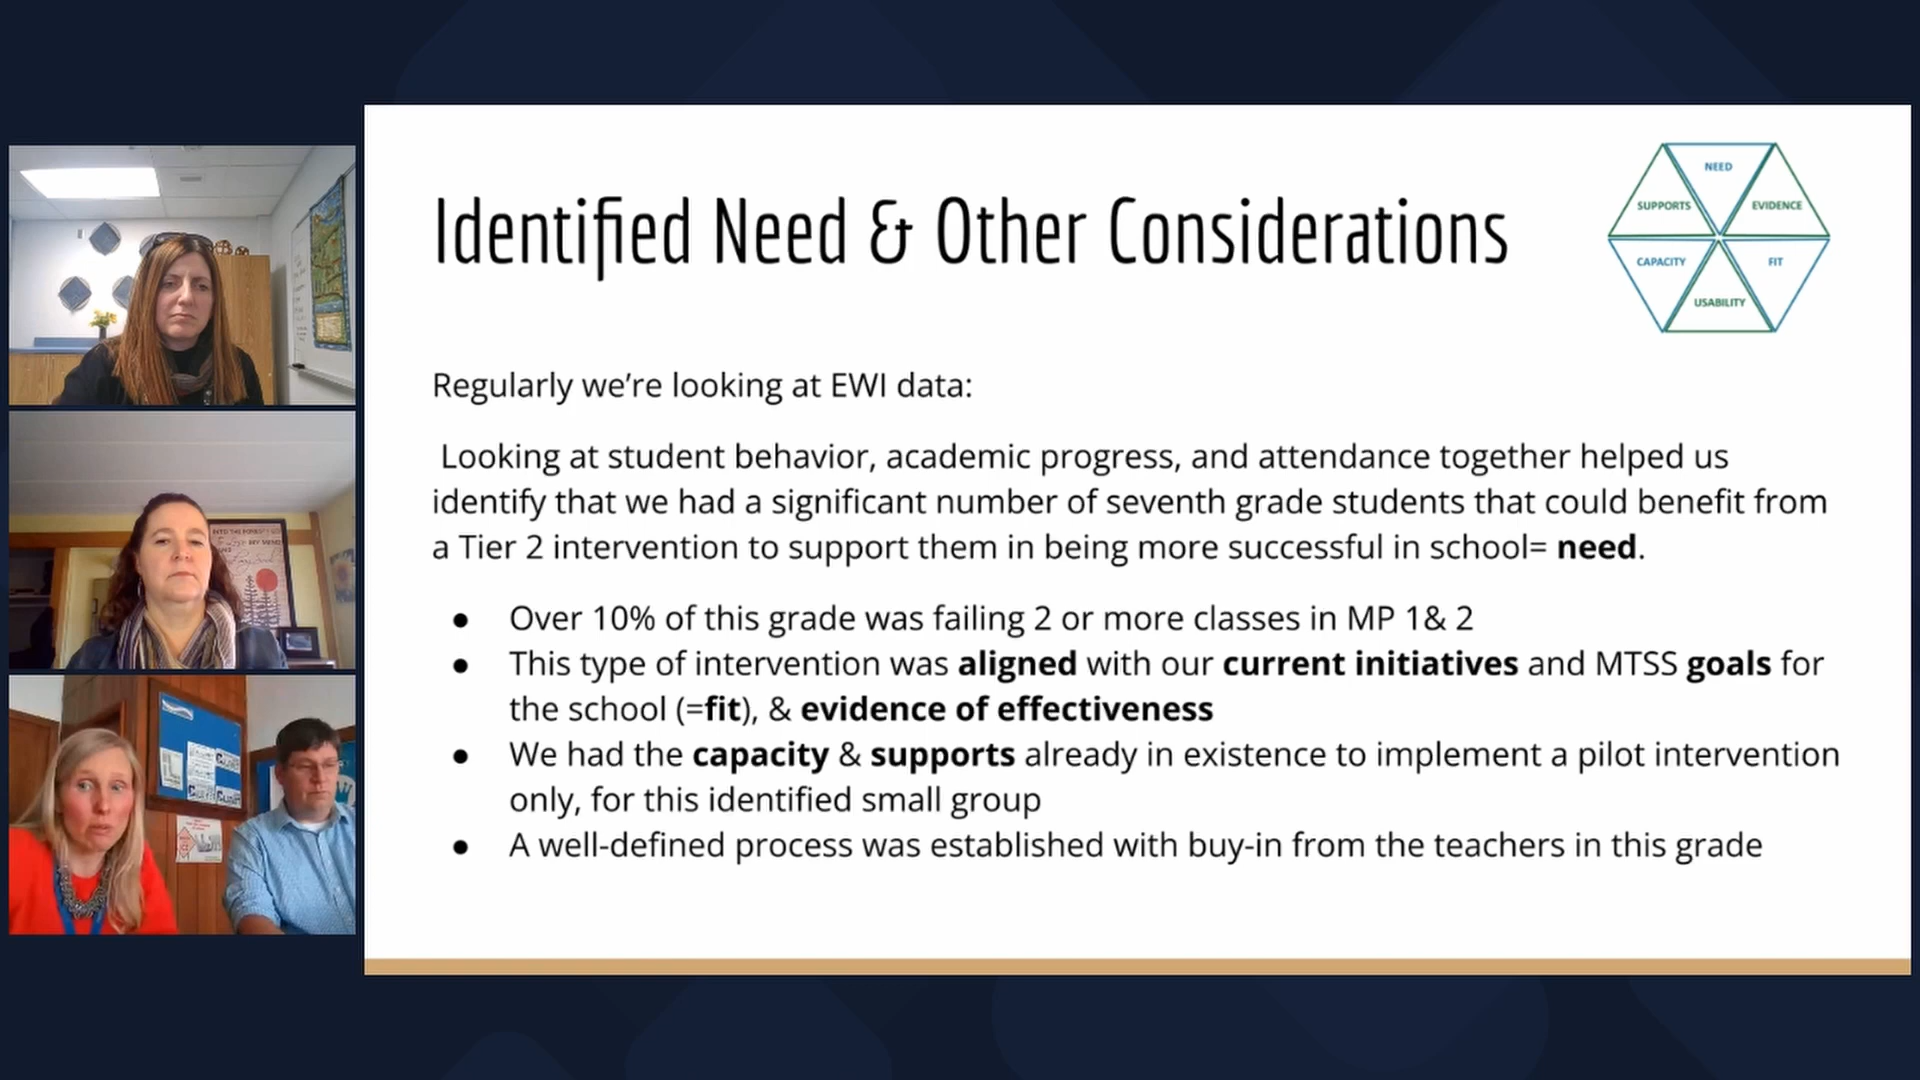 Identified Need & Other Considerations
NEED
SUPPORTS
EVIDENCE
CAPACITY
FIT
USABILITY
Regularly we’re looking at EWI data:
Looking at student behavior, academic progress, and attendance together helped us
identify that we had a significant number of seventh grade students that could benefit from
a Tier 2 intervention to support them in being more successful in school= need.
● Over 10% of this grade was failing 2 or more classes in MP 1& 2
● This type of intervention was aligned with our current initiatives and MTSS goals for
the school (=fit), & evidence of effectiveness
● We had the capacity & supports already in existence to implement a pilot intervention
only, for this identified small group
● A well-defined process was established with buy-in from the teachers in this grade
INTO THE FOREST I GO
MY MIND